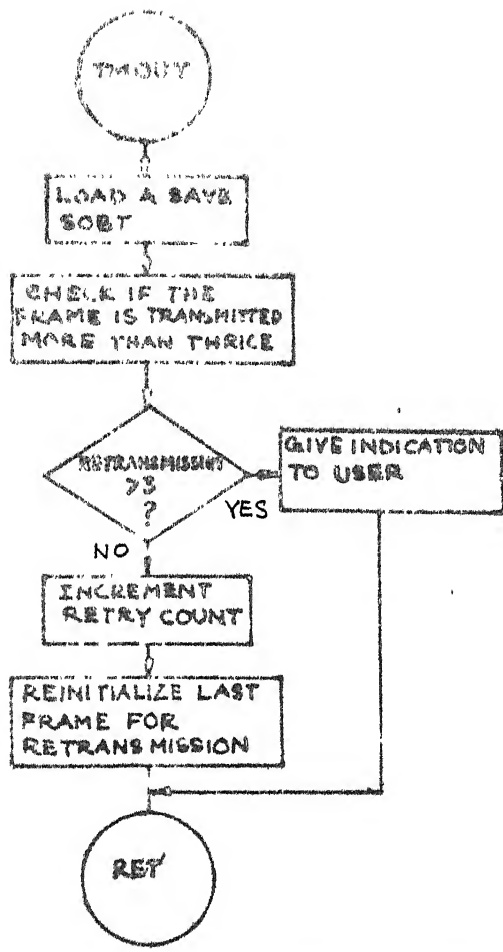 TMOUT
LOAD & SAVE
SOBT
CHECK IF THE
FRAME IS TRANSMITTED
MORE THAN THRICE
RETRANSMISSION
>3
?
YES
NO
GIVE INDICATION
TO USER
INCREMENT
RETRY COUNT
REINITIALIZE LAST
FRAME FOR
RETRANSMISSION
RET